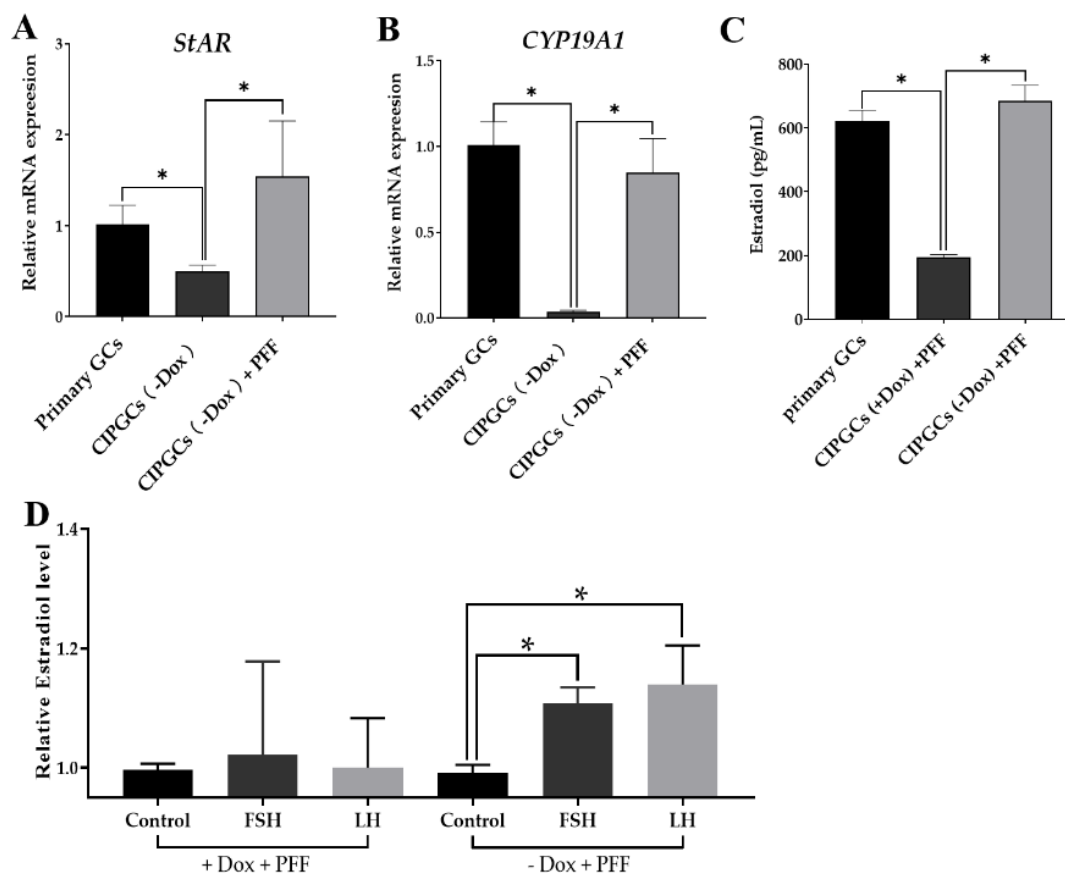 A
StAR
Relative mRNA expreesion
3
2
1
0
*
*
Primary GCs
CIPGCs (-Dox)
CIPGCs (-Dox) + PFF
B
CYP19A1
Relative mRNA expreesion
1.5
1.0
0.5
0.0
*
*
Primary GCs
CIPGCs (-Dox)
CIPGCs (-Dox) + PFF
C
Estradiol (pg/mL)
800
600
400
200
0
*
*
primary GCs
CIPGCs (+Dox) +PFF
CIPGCs (-Dox) +PFF
D
Relative Estradiol level
1.4
1.2
1.0
*
*
Control FSH LH Control FSH LH
+ Dox + PFF - Dox + PFF